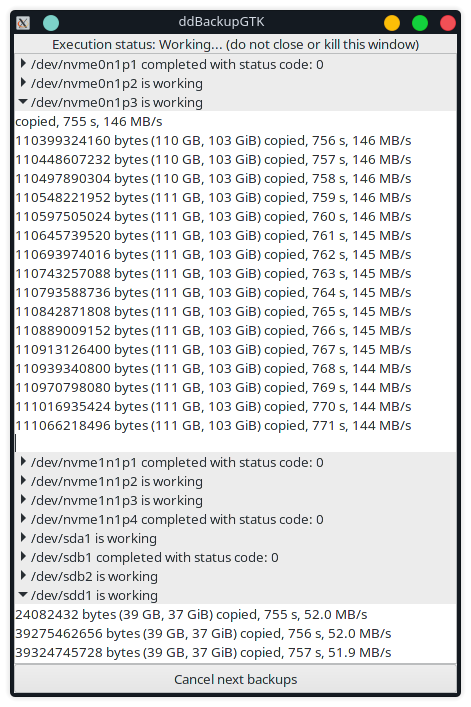 ddBackupGTK
Execution status: Working... (do not close or kill this window)
/dev/nvme0n1p1 completed with status code: 0
/dev/nvme0n1p2 is working
/dev/nvme0n1p3 is working
copied, 755 s, 146 MB/s
110399324160 bytes (110 GB, 103 GiB) copied, 756 s, 146 MB/s
110448607232 bytes (110 GB, 103 GiB) copied, 757 s, 146 MB/s
110497890304 bytes (110 GB, 103 GiB) copied, 758 s, 146 MB/s
110548221952 bytes (111 GB, 103 GiB) copied, 759 s, 146 MB/s
110597505024 bytes (111 GB, 103 GiB) copied, 760 s, 146 MB/s
110645739520 bytes (111 GB, 103 GiB) copied, 761 s, 145 MB/s
110693974016 bytes (111 GB, 103 GiB) copied, 762 s, 145 MB/s
110743257088 bytes (111 GB, 103 GiB) copied, 763 s, 145 MB/s
110793588736 bytes (111 GB, 103 GiB) copied, 764 s, 145 MB/s
110842871808 bytes (111 GB, 103 GiB) copied, 765 s, 145 MB/s
110889009152 bytes (111 GB, 103 GiB) copied, 766 s, 145 MB/s
110913126400 bytes (111 GB, 103 GiB) copied, 767 s, 145 MB/s
110939340800 bytes (111 GB, 103 GiB) copied, 768 s, 144 MB/s
110970798080 bytes (111 GB, 103 GiB) copied, 769 s, 144 MB/s
111016935424 bytes (111 GB, 103 GiB) copied, 770 s, 144 MB/s
111066218496 bytes (111 GB, 103 GiB) copied, 771 s, 144 MB/s
/dev/nvme1n1p1 completed with status code: 0
/dev/nvme1n1p2 is working
/dev/nvme1n1p3 is working
/dev/nvme1n1p4 completed with status code: 0
/dev/sda1 is working
/dev/sdb1 completed with status code: 0
/dev/sdb2 is working
/dev/sdd1 is working
24082432 bytes (39 GB, 37 GiB) copied, 755 s, 52.0 MB/s
39275462656 bytes (39 GB, 37 GiB) copied, 756 s, 52.0 MB/s
39324745728 bytes (39 GB, 37 GiB) copied, 757 s, 51.9 MB/s
Cancel next backups